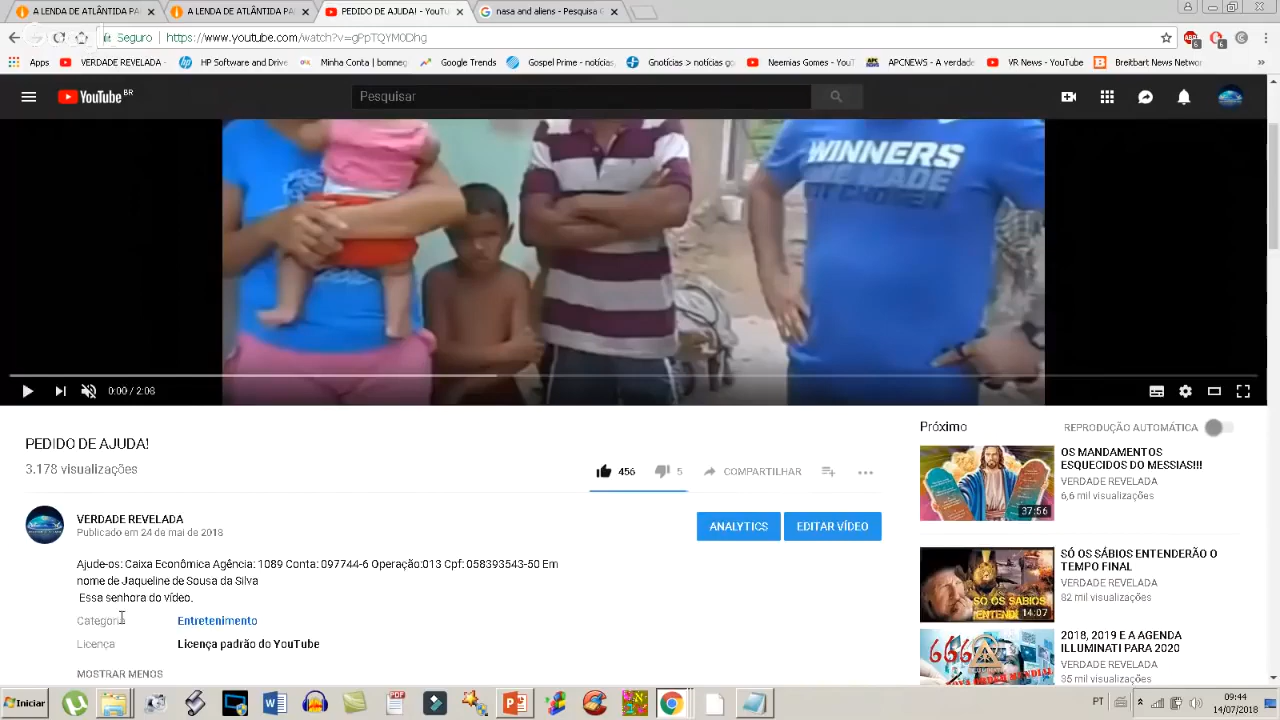 A LENDA DE ATLÂNTIDA PA
A LENDA DE ATLÂNTIDA PA
PEDIDO DE AJUDA! - YouTu
nasa and aliens - Pesquisa G
Seguro
https://www.youtube.com/watch?v=gPpTQYM0Dhg
Apps
VERDADE REVELADA -
HP Software and Drive
Minha Conta | bomneg
Google Trends
Gospel Prime - notícias,
Gnotícias > notícias go
Neemias Gomes - YouT
APCNEWS - A verdade
VR News - YouTube
Breitbart News Netwo
YouTube BR
Pesquisar
WINNERS
0:00 / 2:08
PEDIDO DE AJUDA!
3.178 visualizações
456
5
COMPARTILHAR
VERDADE REVELADA
Publicado em 24 de mai de 2018
ANALYTICS
EDITAR VÍDEO
Ajude-os: Caixa Econômica Agência: 1089 Conta: 097744-6 Operação:013 Cpf: 056393543-50 Em
nome de Jaqueline de Sousa da Silva
Essa senhora do vídeo.
Categoria
Entretenimento
Licença
Licença padrão do YouTube
MOSTRAR MENOS
Próximo
REPRODUÇÃO AUTOMÁTICA
37:56
OS MANDAMENTOS
ESQUECIDOS DO MESSIAS!!!
VERDADE REVELADA
6,6 mil visualizações
SÓ OS SÁBIOS
14:07
SÓ OS SÁBIOS ENTENDERÃO O
TEMPO FINAL
VERDADE REVELADA
82 mil visualizações
666
2018, 2019 E A AGENDA
ILLUMINATI PARA 2020
VERDADE REVELADA
35 mil visualizações
Iniciar
PT
09:44
14/07/2018